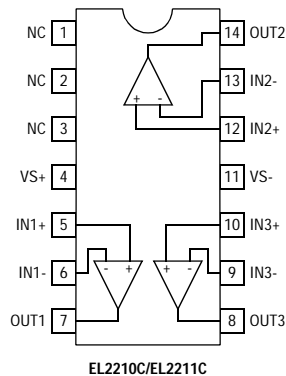 NC 1 14 OUT2
NC 2 13 IN2-
+ -
NC 3 12 IN2+
VS+ 4 11 VS-
IN1+ 5 10 IN3+
- + + -
IN1- 6 9 IN3-
OUT1 7 8 OUT3
EL2210C/EL2211C